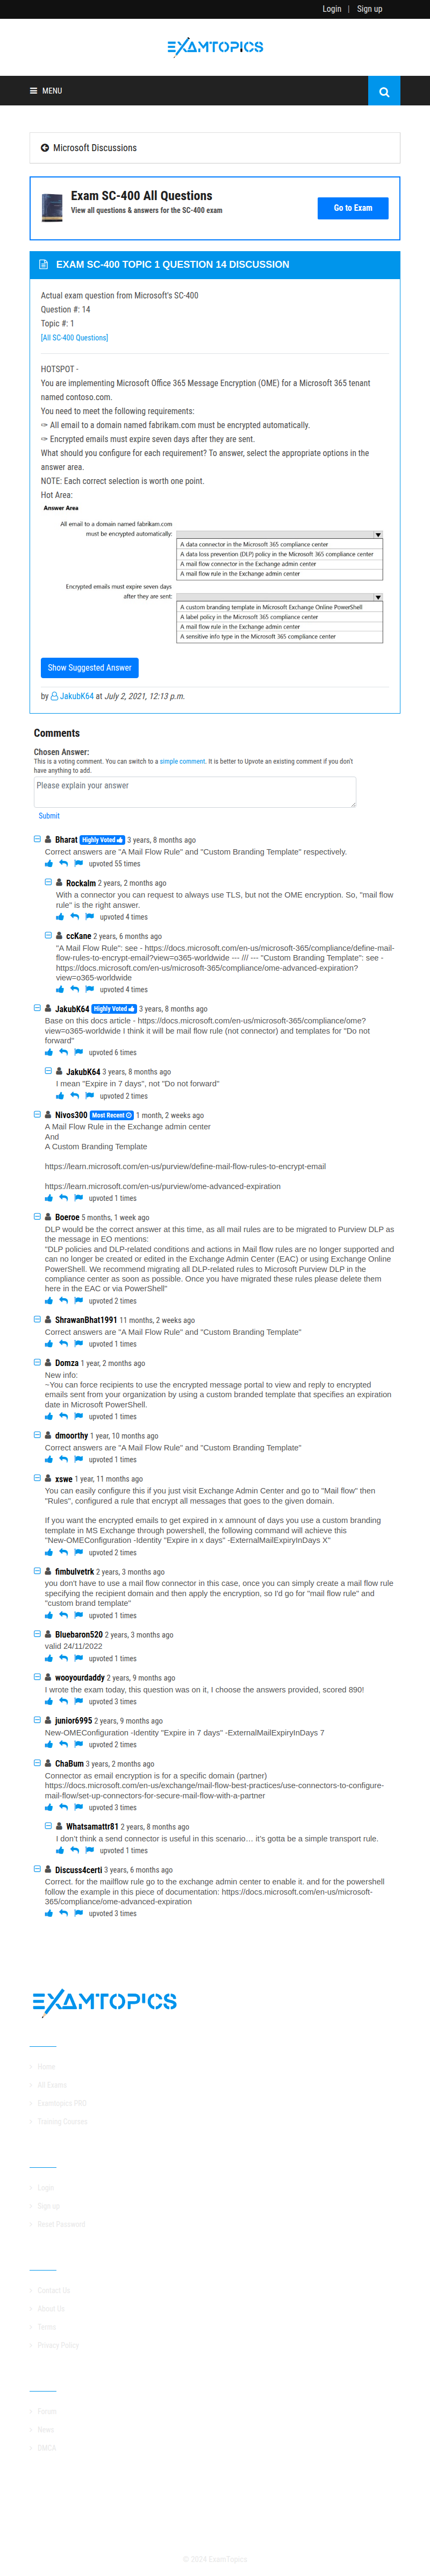 Login | Sign up
EXAMTOPICS
MENU
Microsoft Discussions
Exam SC-400 All Questions
View all questions & answers for the SC-400 exam
Go to Exam
EXAM SC-400 TOPIC 1 QUESTION 14 DISCUSSION
Actual exam question from Microsoft's SC-400
Question #: 14
Topic #: 1
[All SC-400 Questions]
HOTSPOT -
You are implementing Microsoft Office 365 Message Encryption (OME) for a Microsoft 365 tenant
named contoso.com.
You need to meet the following requirements:
✑ All email to a domain named fabrikam.com must be encrypted automatically.
✑ Encrypted emails must expire seven days after they are sent.
What should you configure for each requirement? To answer, select the appropriate options in the
answer area.
NOTE: Each correct selection is worth one point.
Hot Area:
Answer Area
All email to a domain named fabrikam.com
must be encrypted automatically:
A data connector in the Microsoft 365 compliance center
A data loss prevention (DLP) policy in the Microsoft 365 compliance center
A mail flow connector in the Exchange admin center
A mail flow rule in the Exchange admin center
Encrypted emails must expire seven days
after they are sent:
A custom branding template in Microsoft Exchange Online PowerShell
A label policy in the Microsoft 365 compliance center
A mail flow rule in the Exchange admin center
A sensitive info type in the Microsoft 365 compliance center
Show Suggested Answer
by JakubK64 at July 2, 2021, 12:13 p.m.
Comments
Chosen Answer:
This is a voting comment. You can switch to a simple comment. It is better to Upvote an existing comment if you don't
have anything to add.
Please explain your answer
Submit
Bharat Highly Voted 3 years, 8 months ago
Correct answers are "A Mail Flow Rule" and "Custom Branding Template" respectively.
upvoted 55 times
Rockalm 2 years, 2 months ago
With a connector you can request to always use TLS, but not the OME encryption. So, "mail flow
rule" is the right answer.
upvoted 4 times
ccKane 2 years, 6 months ago
"A Mail Flow Rule": see - https://docs.microsoft.com/en-us/microsoft-365/compliance/define-mail-
flow-rules-to-encrypt-email?view=o365-worldwide --- /// --- "Custom Branding Template": see -
https://docs.microsoft.com/en-us/microsoft-365/compliance/ome-advanced-expiration?
view=o365-worldwide
upvoted 4 times
JakubK64 Highly Voted 3 years, 8 months ago
Base on this docs article - https://docs.microsoft.com/en-us/microsoft-365/compliance/ome?
view=o365-worldwide I think it will be mail flow rule (not connector) and templates for "Do not
forward"
upvoted 6 times
JakubK64 3 years, 8 months ago
I mean "Expire in 7 days", not "Do not forward"
upvoted 2 times
Nivos300 Most Recent 1 month, 2 weeks ago
A Mail Flow Rule in the Exchange admin center
And
A Custom Branding Template
https://learn.microsoft.com/en-us/purview/define-mail-flow-rules-to-encrypt-email
https://learn.microsoft.com/en-us/purview/ome-advanced-expiration
upvoted 1 times
Boeroe 5 months, 1 week ago
DLP would be the correct answer at this time, as all mail rules are to be migrated to Purview DLP as
the message in EO mentions:
"DLP policies and DLP-related conditions and actions in Mail flow rules are no longer supported and
can no longer be created or edited in the Exchange Admin Center (EAC) or using Exchange Online
PowerShell. We recommend migrating all DLP-related rules to Microsoft Purview DLP in the
compliance center as soon as possible. Once you have migrated these rules please delete them
here in the EAC or via PowerShell"
upvoted 2 times
ShrawanBhat1991 11 months, 2 weeks ago
Correct answers are "A Mail Flow Rule" and "Custom Branding Template"
upvoted 1 times
Domza 1 year, 2 months ago
New info:
~You can force recipients to use the encrypted message portal to view and reply to encrypted
emails sent from your organization by using a custom branded template that specifies an expiration
date in Microsoft PowerShell.
upvoted 1 times
dmoorthy 1 year, 10 months ago
Correct answers are "A Mail Flow Rule" and "Custom Branding Template"
upvoted 1 times
xswe 1 year, 11 months ago
You can easily configure this if you just visit Exchange Admin Center and go to "Mail flow" then
"Rules", configured a rule that encrypt all messages that goes to the given domain.
If you want the encrypted emails to get expired in x amnount of days you use a custom branding
template in MS Exchange through powershell, the following command will achieve this
"New-OMEConfiguration -Identity "Expire in x days" -ExternalMailExpiryInDays X"
upvoted 2 times
fimbulvetrk 2 years, 3 months ago
you don't have to use a mail flow connector in this case, once you can simply create a mail flow rule
specifying the recipient domain and then apply the encryption, so I'd go for "mail flow rule" and
"custom brand template"
upvoted 1 times
Bluebaron520 2 years, 3 months ago
valid 24/11/2022
upvoted 1 times
wooyourdaddy 2 years, 9 months ago
I wrote the exam today, this question was on it, I choose the answers provided, scored 890!
upvoted 3 times
junior6995 2 years, 9 months ago
New-OMEConfiguration -Identity "Expire in 7 days" -ExternalMailExpiryInDays 7
upvoted 2 times
ChaBum 3 years, 2 months ago
Connector as email encryption is for a specific domain (partner)
https://docs.microsoft.com/en-us/exchange/mail-flow-best-practices/use-connectors-to-configure-
mail-flow/set-up-connectors-for-secure-mail-flow-with-a-partner
upvoted 3 times
Whatsamattr81 2 years, 8 months ago
I don't think a send connector is useful in this scenario… it's gotta be a simple transport rule.
upvoted 1 times
Discuss4certi 3 years, 6 months ago
Correct. for the mailflow rule go to the exchange admin center to enable it. and for the powershell
follow the example in this piece of documentation: https://docs.microsoft.com/en-us/microsoft-
365/compliance/ome-advanced-expiration
upvoted 3 times
EXAMTOPICS
Home
All Exams
Examtopics PRO
Training Courses
Login
Sign up
Reset Password
Contact Us
About Us
Terms
Privacy Policy
Forum
News
DMCA
© 2024 ExamTopics